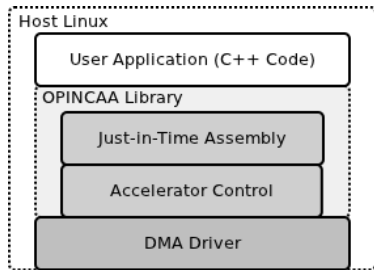 Host Linux
User Application (C++ Code)
OPINCAA Library
Just-in-Time Assembly
Accelerator Control
DMA Driver